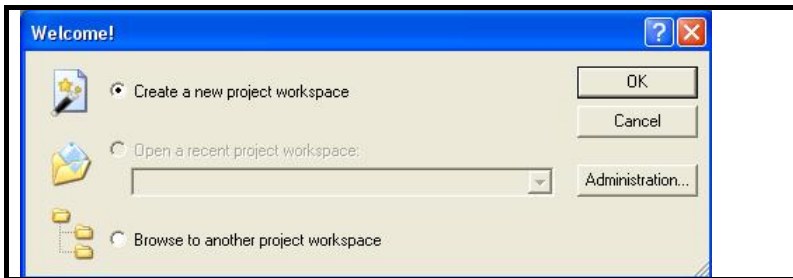 Welcome!
Create a new project workspace
OK
Cancel
Open a recent project workspace:
Administration...
Browse to another project workspace